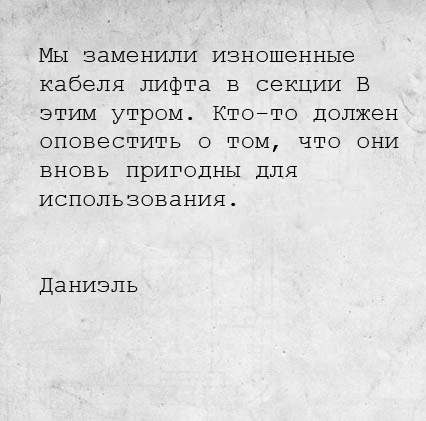 Мы заменили изношенные
кабеля лифта в секции В
этим утром. Кто-то должен
оповестить о том, что они
вновь пригодны для
использования.
Даниэль